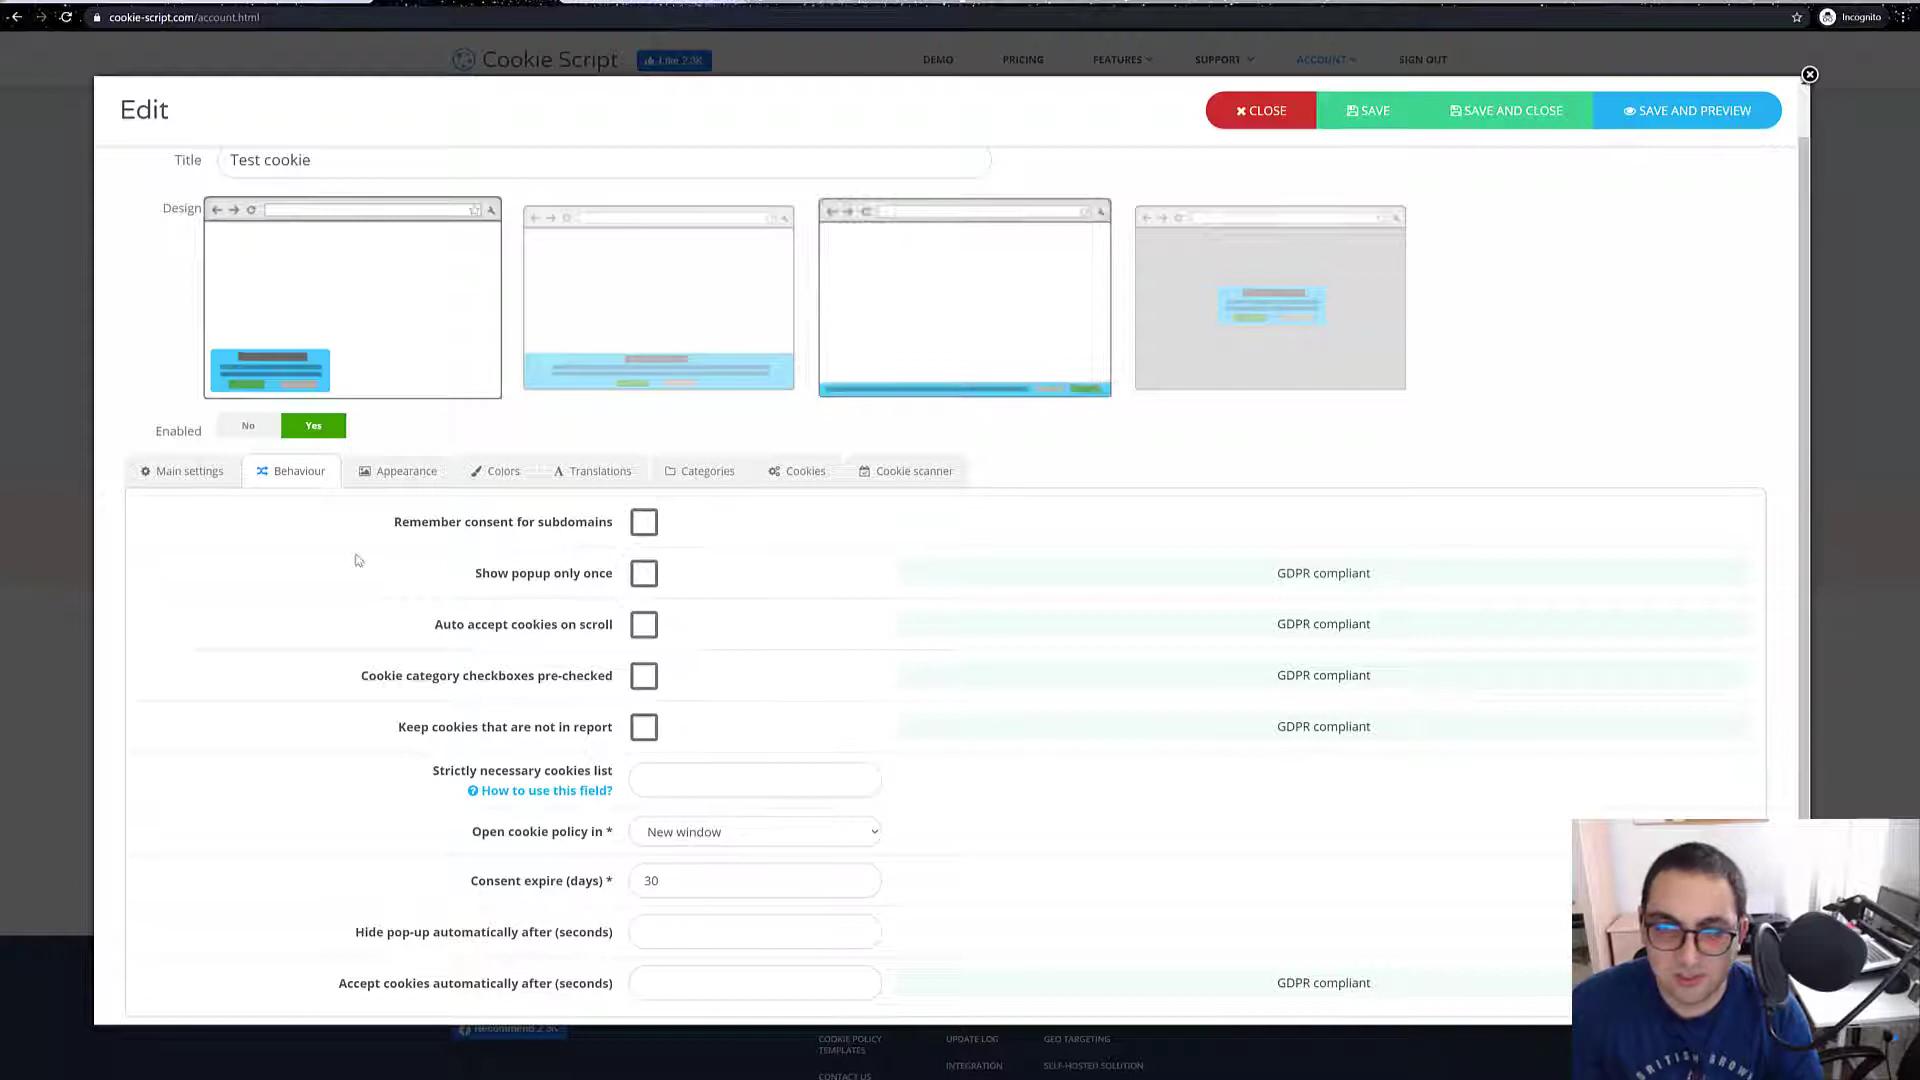 cookie-script.com/account.html
Incognito
Cookie Script
Like 2.3K
DEMO
PRICING
FEATURES
SUPPORT
ACCOUNT
SIGN OUT
Edit
CLOSE
SAVE
SAVE AND CLOSE
SAVE AND PREVIEW
Title
Test cookie
Design
Enabled
No
Yes
Main settings
Behaviour
Appearance
Colors
Translations
Categories
Cookies
Cookie scanner
Remember consent for subdomains
Show popup only once
GDPR compliant
Auto accept cookies on scroll
GDPR compliant
Cookie category checkboxes pre-checked
GDPR compliant
Keep cookies that are not in report
GDPR compliant
Strictly necessary cookies list
How to use this field?
Open cookie policy in *
New window
Consent expire (days) *
30
Hide pop-up automatically after (seconds)
Accept cookies automatically after (seconds)
GDPR compliant
Recommend 2.3K
COOKIE POLICY
TEMPLATES
UPDATE LOG
GEO TARGETING
INTEGRATION
SELF-HOSTED SOLUTION
CONTACT US